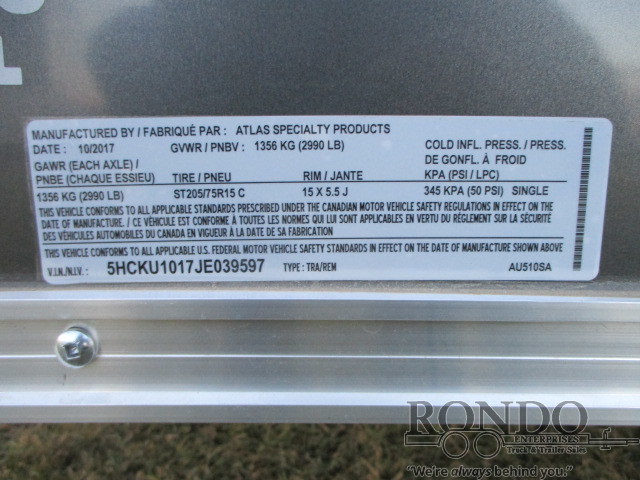 MANUFACTURED BY / FABRIQUÉ PAR : ATLAS SPECIALTY PRODUCTS
DATE : 10/2017 GVWR / PNBV : 1356 KG (2990 LB) COLD INFL. PRESS. / PRESS.
GAWR (EACH AXLE) / DE GONFL. À FROID
PNBE (CHAQUE ESSIEU) TIRE / PNEU RIM / JANTE KPA (PSI / LPC)
1356 KG (2990 LB) ST205/75R15 C 15 X 5.5 J 345 KPA (50 PSI) SINGLE
THIS VEHICLE CONFORMS TO ALL APPLICABLE STANDARDS PRESCRIBED UNDER THE CANADIAN MOTOR VEHICLE SAFETY REGULATIONS IN EFFECT ON THE
DATE OF MANUFACTURE. / CE VÉHICULE EST CONFORME À TOUTES LES NORMES QUI LUI SONT APPLICABLES EN VERTU DU RÉGLEMENT SUR LA SÉCURITÉ
DES VÉHICULES AUTOMOBILES DU CANADA EN VIGUEUR À LA DATE DE SA FABRICATION.
THIS VEHICLE CONFORMS TO ALL APPLICABLE U.S. FEDERAL MOTOR VEHICLE SAFETY STANDARDS IN EFFECT ON THE DATE OF MANUFACTURE SHOWN ABOVE.
V.I.N./N.I.V. : 5HCKU1017JE039597 TYPE : TRA/REM AU510SA
RONDO
ENTERPRISES
Truck & Trailer Sales
"We're always behind you."